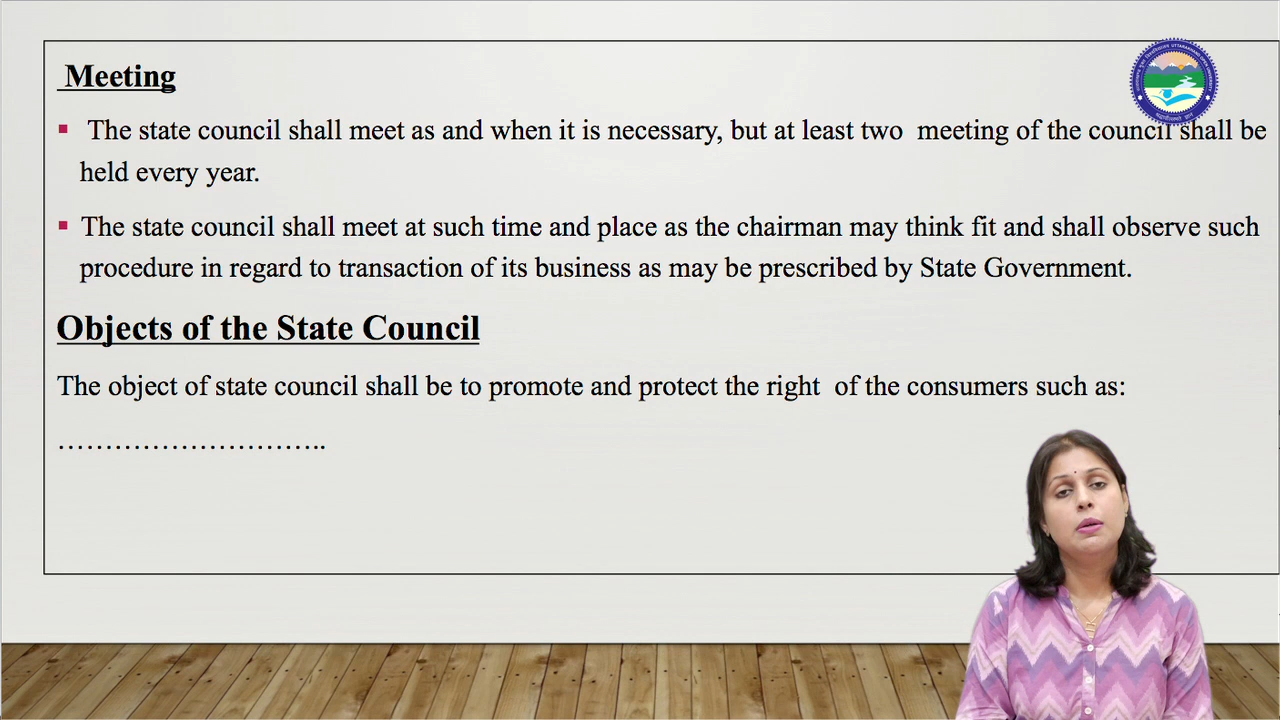 Meeting
▪ The state council shall meet as and when it is necessary, but at least two meeting of the council shall be
held every year.
▪ The state council shall meet at such time and place as the chairman may think fit and shall observe such
procedure in regard to transaction of its business as may be prescribed by State Government.
Objects of the State Council
The object of state council shall be to promote and protect the right of the consumers such as:
………………………..